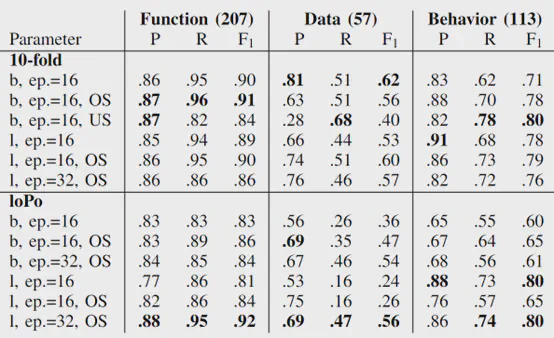 Function (207) Data (57) Behavior (113)
Parameter P R F1 P R F1 P R F1
10-fold
b, ep.=16 .86 .95 .90 .81 .51 .62 .83 .62 .71
b, ep.=16, OS .87 .96 .91 .63 .51 .56 .88 .70 .78
b, ep.=16, US .87 .82 .84 .28 .68 .40 .82 .78 .80
l, ep.=16 .85 .94 .89 .66 .44 .53 .91 .68 .78
l, ep.=16, OS .86 .95 .90 .74 .51 .60 .86 .73 .79
l, ep.=32, OS .86 .86 .86 .76 .46 .57 .82 .72 .76
loPo
b, ep.=16 .83 .83 .83 .56 .26 .36 .65 .55 .60
b, ep.=16, OS .83 .89 .86 .69 .35 .47 .67 .64 .65
b, ep.=32, OS .84 .85 .84 .67 .46 .54 .68 .56 .61
l, ep.=16 .77 .86 .81 .53 .16 .24 .88 .73 .80
l, ep.=16, OS .82 .86 .84 .75 .16 .26 .76 .57 .65
l, ep.=32, OS .88 .95 .92 .69 .47 .56 .86 .74 .80